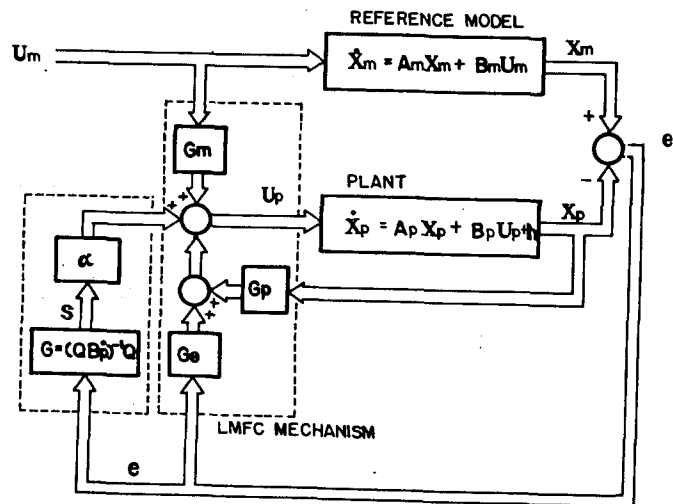 REFERENCE MODEL
Um
Ẋm = AmXm + BmUm
Xm
+
e
Gm
Up
PLANT
-
Ẋp = ApXp + BpUp+h
Xp
+ +
α
S
Gp
+ +
G=(QBp)⁻¹Q
Ge
LMFC MECHANISM
e